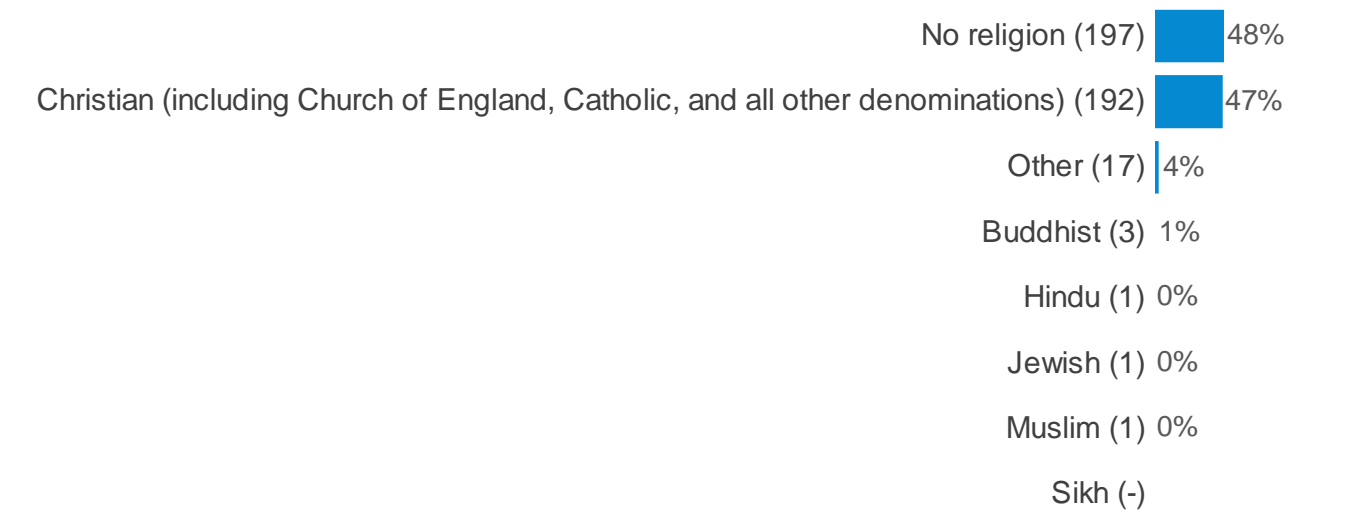 No religion (197) 48%
Christian (including Church of England, Catholic, and all other denominations) (192) 47%
Other (17) 4%
Buddhist (3) 1%
Hindu (1) 0%
Jewish (1) 0%
Muslim (1) 0%
Sikh (-)